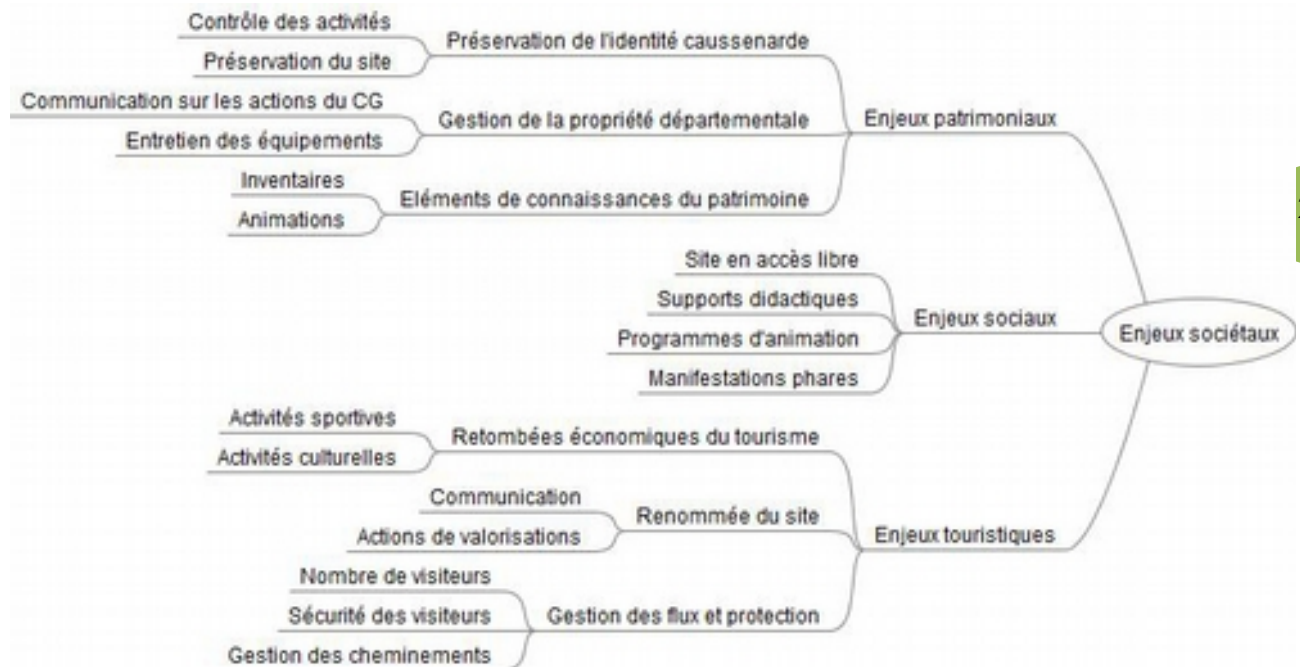 Contrôle des activités
Préservation du site
Préservation de l'identité caussenarde
Communication sur les actions du CG
Entretien des équipements
Gestion de la propriété départementale
Inventaires
Animations
Eléments de connaissances du patrimoine
Enjeux patrimoniaux
Site en accès libre
Supports didactiques
Programmes d'animation
Manifestations phares
Enjeux sociaux
Enjeux sociétaux
Activités sportives
Activités culturelles
Retombées économiques du tourisme
Communication
Actions de valorisations
Renommée du site
Enjeux touristiques
Nombre de visiteurs
Sécurité des visiteurs
Gestion des cheminements
Gestion des flux et protection